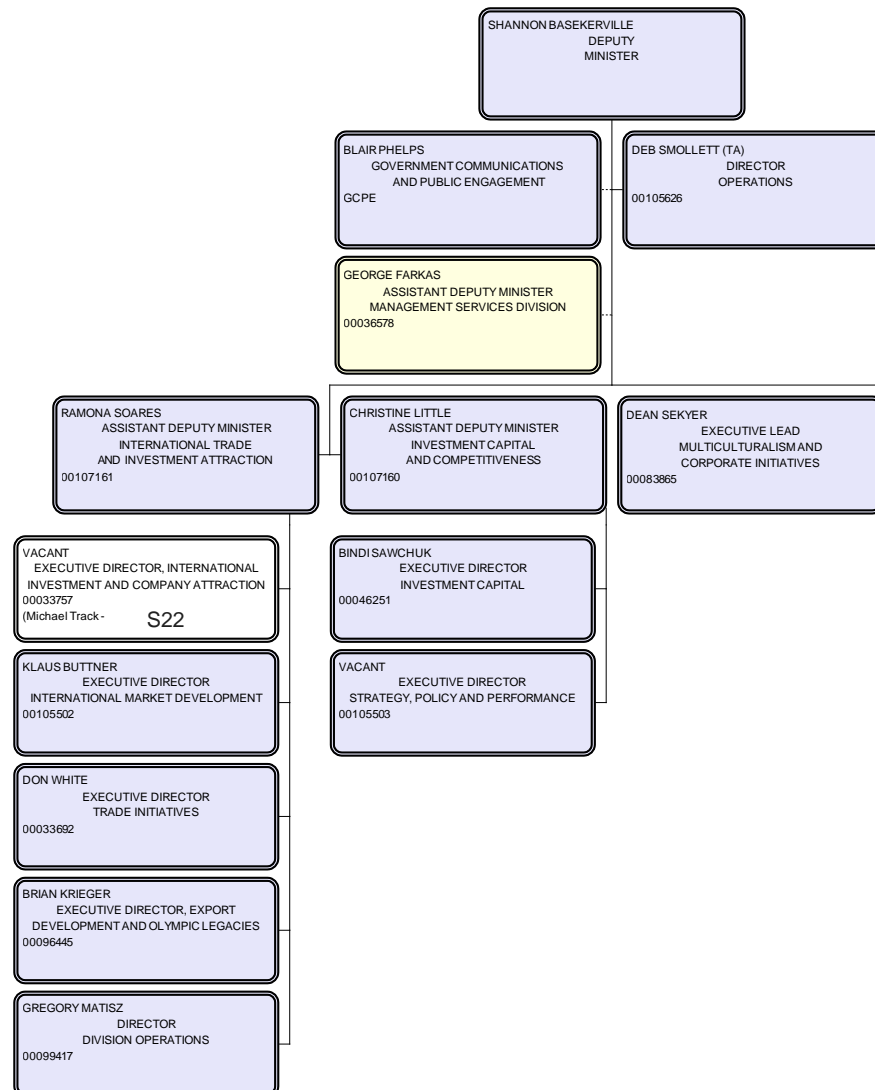 SHANNON BASEKERVILLE
DEPUTY
MINISTER
BLAIR PHELPS
GOVERNMENT COMMUNICATIONS
AND PUBLIC ENGAGEMENT
GCPE
DEB SMOLLETT (TA)
DIRECTOR
OPERATIONS
00105626
GEORGE FARKAS
ASSISTANT DEPUTY MINISTER
MANAGEMENT SERVICES DIVISION
00036578
RAMONA SOARES
ASSISTANT DEPUTY MINISTER
INTERNATIONAL TRADE
AND INVESTMENT ATTRACTION
00107161
CHRISTINE LITTLE
ASSISTANT DEPUTY MINISTER
INVESTMENT CAPITAL
AND COMPETITIVENESS
00107160
DEAN SEKYER
EXECUTIVE LEAD
MULTICULTURALISM AND
CORPORATE INITIATIVES
00083865
VACANT
EXECUTIVE DIRECTOR, INTERNATIONAL
INVESTMENT AND COMPANY ATTRACTION
00033757
(Michael Track - S22
BINDI SAWCHUK
EXECUTIVE DIRECTOR
INVESTMENT CAPITAL
00046251
KLAUS BUTTNER
EXECUTIVE DIRECTOR
INTERNATIONAL MARKET DEVELOPMENT
00105502
VACANT
EXECUTIVE DIRECTOR
STRATEGY, POLICY AND PERFORMANCE
00105503
DON WHITE
EXECUTIVE DIRECTOR
TRADE INITIATIVES
00033692
BRIAN KRIEGER
EXECUTIVE DIRECTOR, EXPORT
DEVELOPMENT AND OLYMPIC LEGACIES
00096445
GREGORY MATISZ
DIRECTOR
DIVISION OPERATIONS
00099417